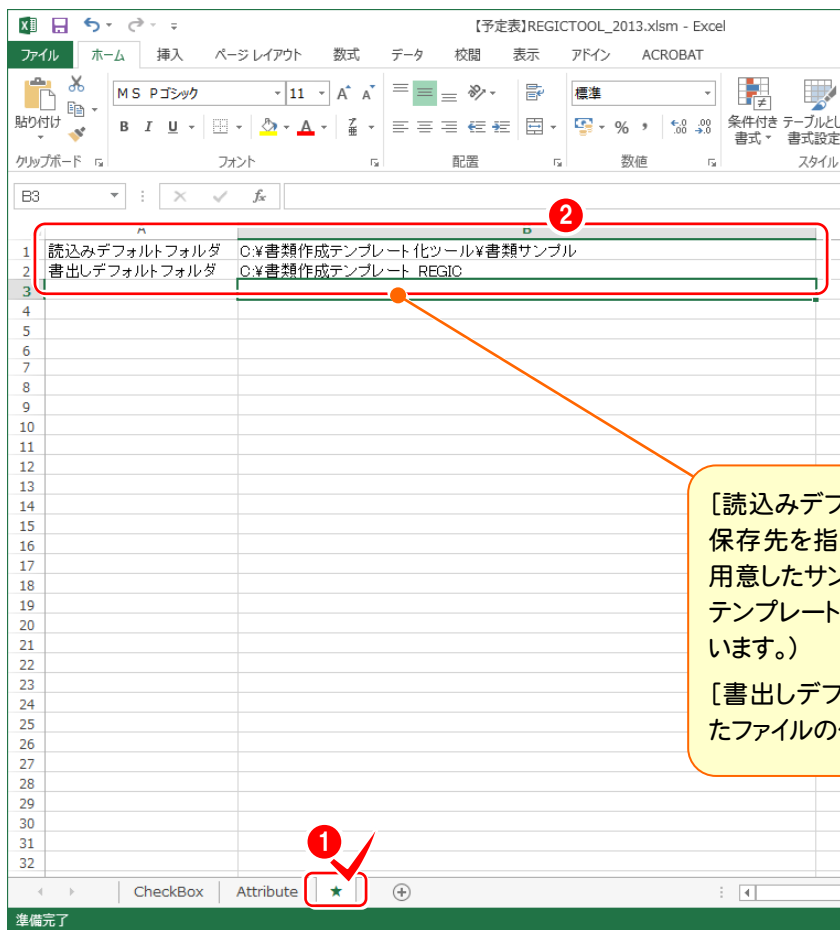 【予定表】REGICTOOL_2013.xlsm - Excel
ファイル ホーム 挿入 ページ レイアウト 数式 データ 校閲 表示 アドイン ACROBAT
貼り付け
ＭＳ Ｐゴシック 11 A A 標準
B I U A % , .0 .00 .00 .0
条件付き書式
テーブルとし
書式設定
クリップボード フォント 配置 数値 スタイル
B3 fx
2
A B
1 読込みデフォルトフォルダ C:¥書類作成テンプレート化ツール¥書類サンプル
2 書出しデフォルトフォルダ C:¥書類作成テンプレート REGIC
3
4
5
6
7
8
9
10
11
12
13
14
15
16
17
18
19
20
21
22
23
24
25
26
27
28
29
30
31
32
[読込みデフ
保存先を指
用意したサン
テンプレート
います。)
[書出しデフ
たファイルの
1
CheckBox Attribute ★
準備完了